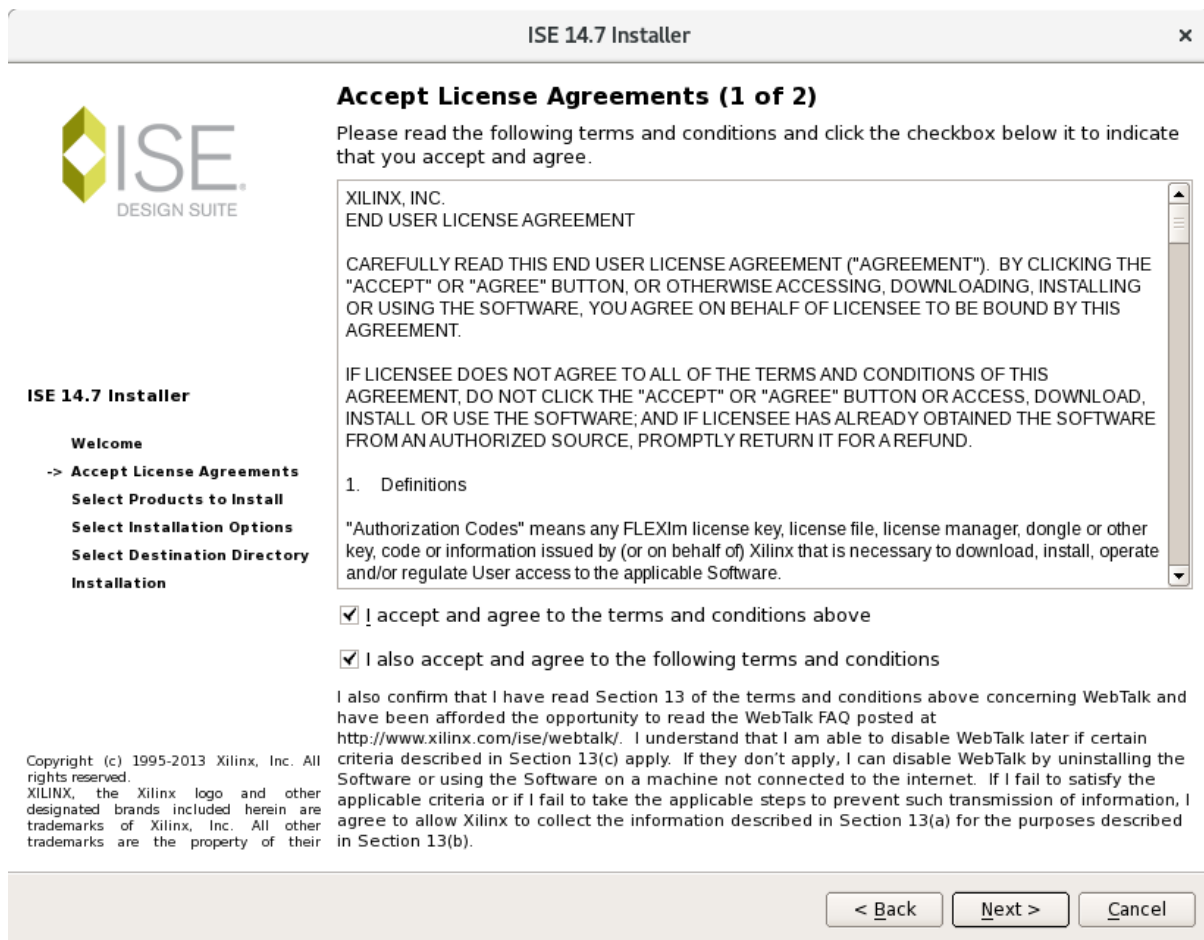 ISE 14.7 Installer
×
ISE.
DESIGN SUITE
ISE 14.7 Installer
Welcome
-> Accept License Agreements
Select Products to Install
Select Installation Options
Select Destination Directory
Installation
Copyright (c) 1995-2013 Xilinx, Inc. All
rights reserved.
XILINX, the Xilinx logo and other
designated brands included herein are
trademarks of Xilinx, Inc. All other
trademarks are the property of their
Accept License Agreements (1 of 2)
Please read the following terms and conditions and click the checkbox below it to indicate
that you accept and agree.
XILINX, INC.
END USER LICENSE AGREEMENT
CAREFULLY READ THIS END USER LICENSE AGREEMENT ("AGREEMENT").  BY CLICKING THE
"ACCEPT" OR "AGREE" BUTTON, OR OTHERWISE ACCESSING, DOWNLOADING, INSTALLING
OR USING THE SOFTWARE, YOU AGREE ON BEHALF OF LICENSEE TO BE BOUND BY THIS
AGREEMENT.
IF LICENSEE DOES NOT AGREE TO ALL OF THE TERMS AND CONDITIONS OF THIS
AGREEMENT, DO NOT CLICK THE "ACCEPT" OR "AGREE" BUTTON OR ACCESS, DOWNLOAD,
INSTALL OR USE THE SOFTWARE; AND IF LICENSEE HAS ALREADY OBTAINED THE SOFTWARE
FROM AN AUTHORIZED SOURCE, PROMPTLY RETURN IT FOR A REFUND.
1.    Definitions
"Authorization Codes" means any FLEXlm license key, license file, license manager, dongle or other
key, code or information issued by (or on behalf of) Xilinx that is necessary to download, install, operate
and/or regulate User access to the applicable Software.
I accept and agree to the terms and conditions above
I also accept and agree to the following terms and conditions
I also confirm that I have read Section 13 of the terms and conditions above concerning WebTalk and
have been afforded the opportunity to read the WebTalk FAQ posted at
http://www.xilinx.com/ise/webtalk/.  I understand that I am able to disable WebTalk later if certain
criteria described in Section 13(c) apply.  If they don't apply, I can disable WebTalk by uninstalling the
Software or using the Software on a machine not connected to the internet.  If I fail to satisfy the
applicable criteria or if I fail to take the applicable steps to prevent such transmission of information, I
agree to allow Xilinx to collect the information described in Section 13(a) for the purposes described
in Section 13(b).
< Back
Next >
Cancel